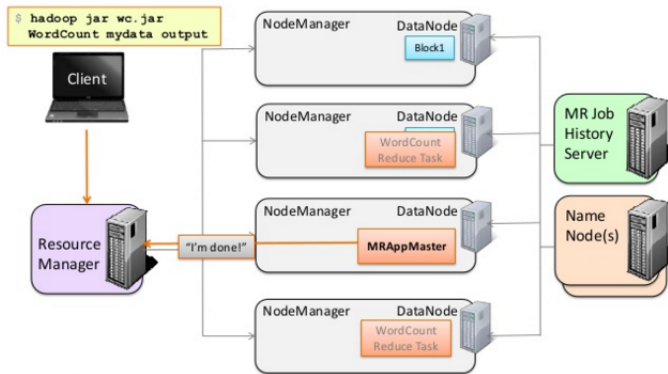 $ hadoop jar wc.jar
WordCount mydata output
Client
Resource
Manager
"I'm done!"
NodeManager
DataNode
Block1
NodeManager
DataNode
WordCount
Reduce Task
NodeManager
DataNode
MRAppMaster
NodeManager
DataNode
WordCount
Reduce Task
MR Job
History
Server
Name
Node(s)